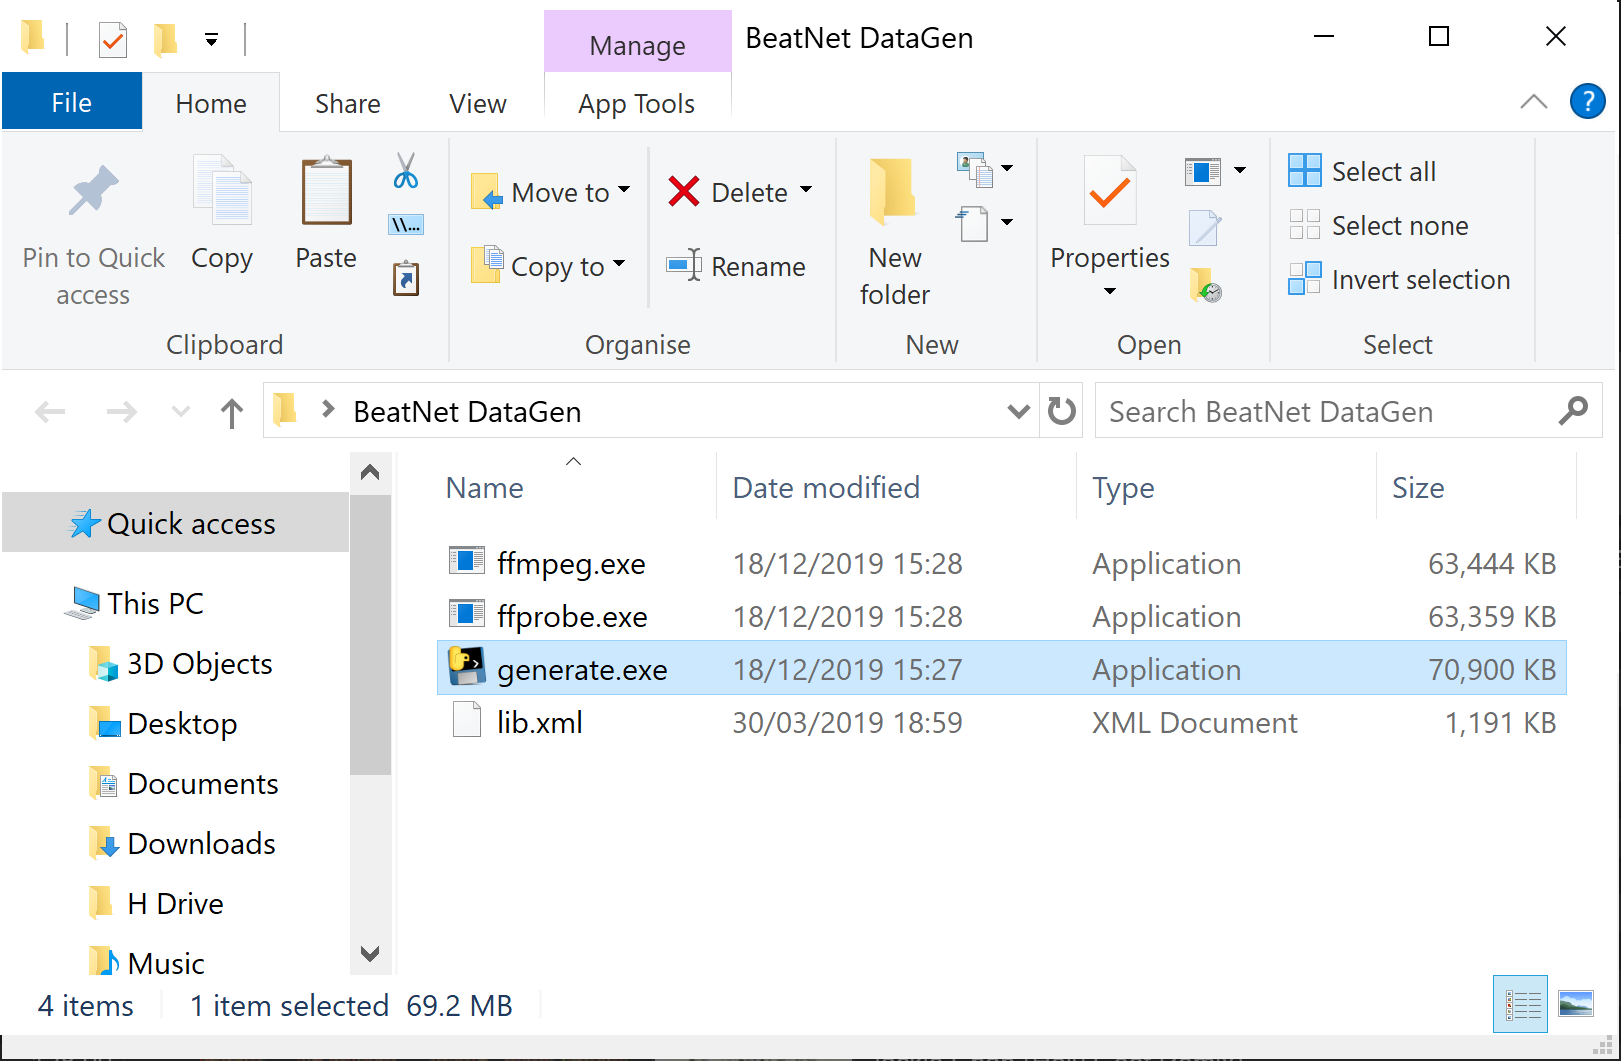 Manage
BeatNet DataGen
File
Home
Share
View
App Tools
?
Pin to Quick
access
Copy
Paste
\\...
Clipboard
Move to
Copy to
Delete
Rename
Organise
New
folder
New
Properties
Open
Select all
Select none
Invert selection
Select
BeatNet DataGen
Search BeatNet DataGen
Quick access
This PC
3D Objects
Desktop
Documents
Downloads
H Drive
Music
Name Date modified Type Size
ffmpeg.exe 18/12/2019 15:28 Application 63,444 KB
ffprobe.exe 18/12/2019 15:28 Application 63,359 KB
generate.exe 18/12/2019 15:27 Application 70,900 KB
lib.xml 30/03/2019 18:59 XML Document 1,191 KB
4 items 1 item selected 69.2 MB